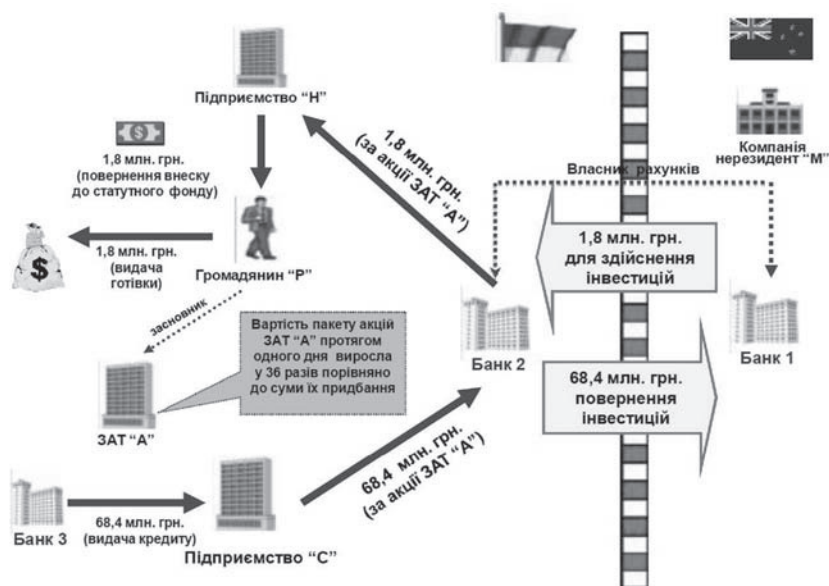 Підприємство “Н”
1,8 млн. грн.
(повернення внеску
до статутного фонду)
1,8 млн. грн.
(за акції ЗАТ “А”)
Компанія
нерезидент “М”
Власник рахунків
1,8 млн. грн.
(видача
готівки)
Громадянин “Р”
1,8 млн. грн.
для здійснення
інвестицій
засновник
Вартість пакету акцій
ЗАТ “А” протягом
одного дня виросла
у 36 разів порівняно
до суми їх придбання
Банк 2
Банк 1
68,4 млн. грн.
повернення
інвестицій
ЗАТ “А”
68,4 млн. грн.
(за акції ЗАТ “А”)
Банк 3
68,4 млн. грн.
(видача кредиту)
Підприємство “С”
$
$